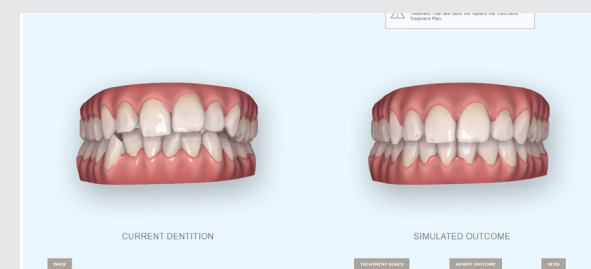 Treatment Plan and does not replace the ClinCheck
Treatment Plan.
CURRENT DENTITION
SIMULATED OUTCOME
BACK
TREATMENT GOALS
ADJUST OUTCOME
SEND